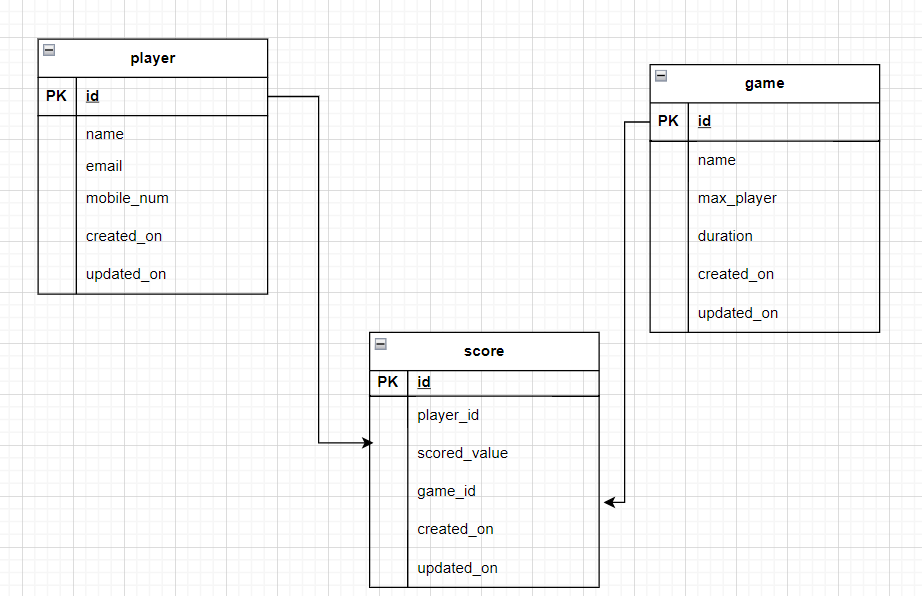 player
PK id
name
email
mobile_num
created_on
updated_on
game
PK id
name
max_player
duration
created_on
updated_on
score
PK id
player_id
scored_value
game_id
created_on
updated_on